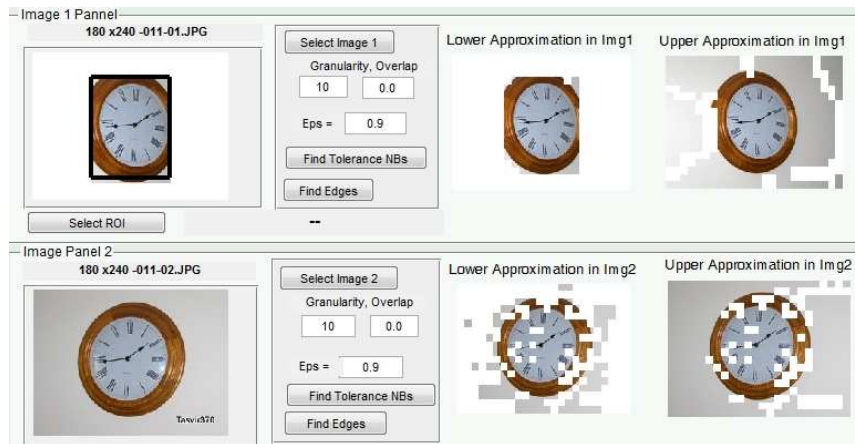 Image 1 Pannel
180 x240 -011-01.JPG
Select Image 1
Granularity, Overlap
10
0.0
Eps =
0.9
Find Tolerance NBs
Find Edges
Select ROI
--
Lower Approximation in Img1
Upper Approximation in Img1
Image Panel 2
180 x240 -011-02.JPG
Tasvir370
Select Image 2
Granularity, Overlap
10
0.0
Eps =
0.9
Find Tolerance NBs
Find Edges
Lower Approximation in Img2
Upper Approximation in Img2